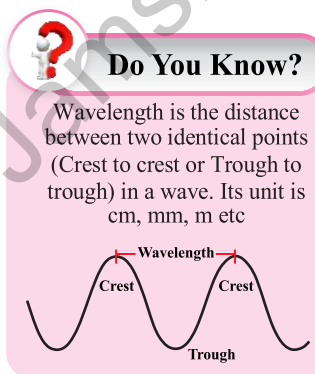 Do You Know?
Wavelength is the distance
between two identical points
(Crest to crest or Trough to
trough) in a wave. Its unit is
cm, mm, m etc
Wavelength
Crest
Crest
Trough
Jams